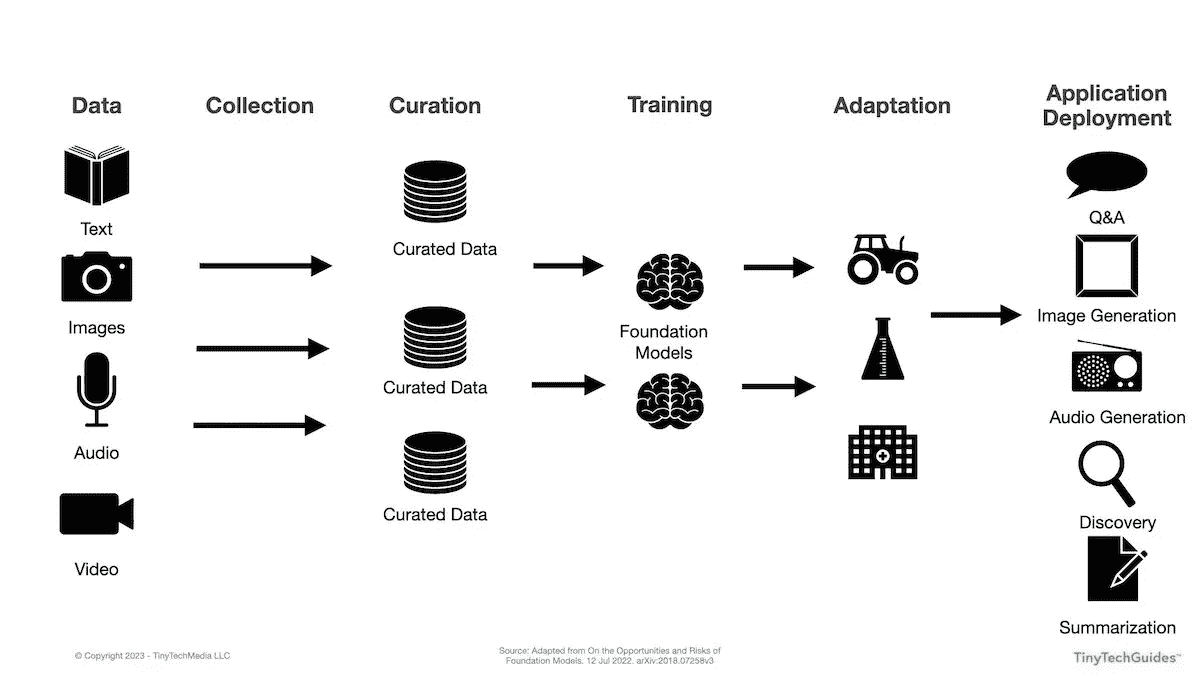 Data
Collection
Curation
Training
Adaptation
Application
Deployment
Text
Images
Audio
Video
Curated Data
Curated Data
Curated Data
Foundation
Models
Q&A
Image Generation
Audio Generation
Discovery
Summarization
© Copyright 2023 - TinyTechMedia LLC
Source: Adapted from On the Opportunities and Risks of
Foundation Models. 12 Jul 2022. arXiv:2018.07258v3
TinyTechGuides™